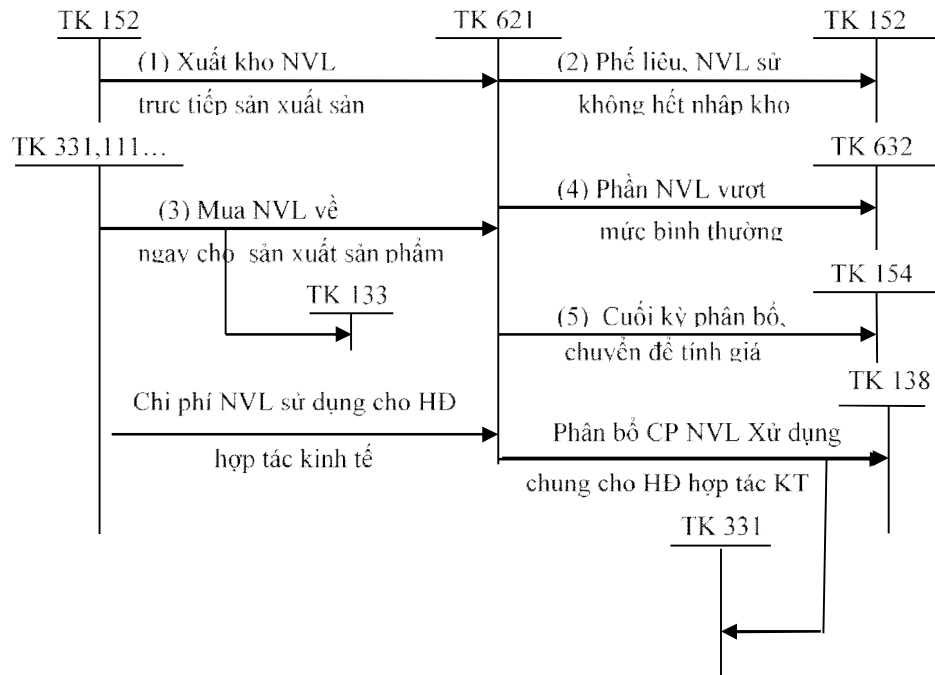 TK 152
TK 621
TK 152
(1) Xuất kho NVL
trực tiếp sản xuất sản
(2) Phế liêu, NVL sử
không hết nhập kho
TK 331,111...
TK 632
(3) Mua NVL về
ngay cho sản xuất sản phẩm
(4) Phần NVL vượt
mức bình thường
TK 133
TK 154
(5) Cuối kỳ phân bổ,
chuyển để tính giá
TK 138
Chi phí NVL sử dụng cho HĐ
hợp tác kinh tế
Phân bổ CP NVL Xử dụng
chung cho HĐ hợp tác KT
TK 331